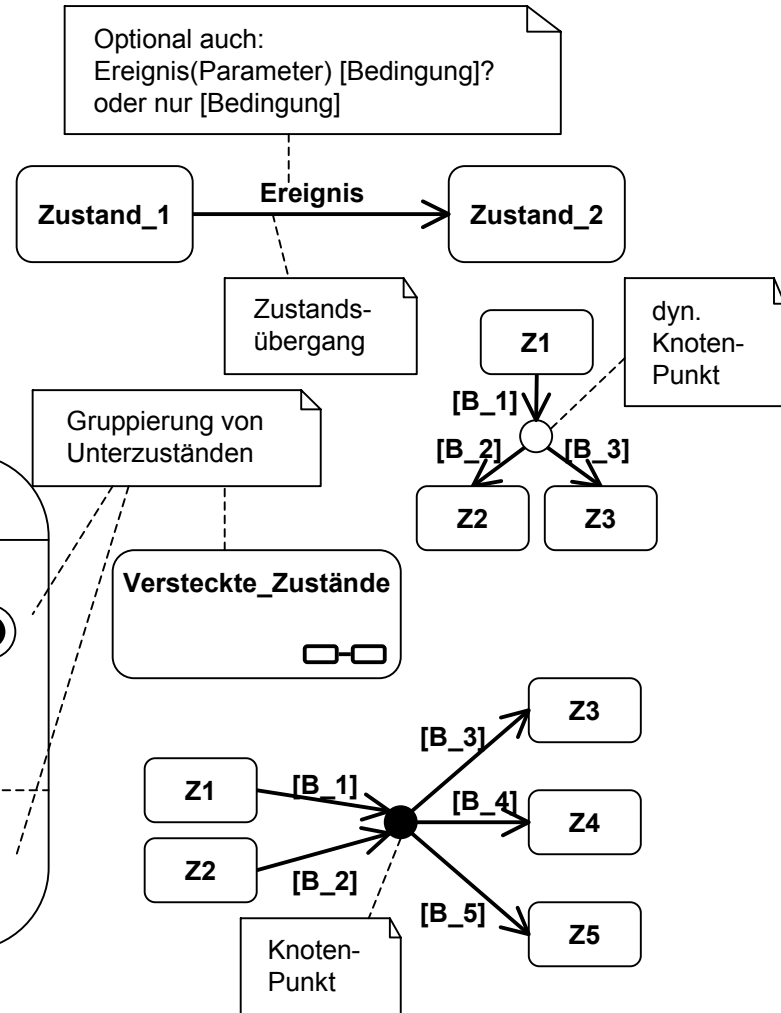 Optional auch:
Ereignis(Parameter) [Bedingung]?
oder nur [Bedingung]
Ereignis
Zustand_1
Zustand_2
Zustands-
übergang
dyn.
Knoten-
Punkt
Z1
[B_1]
[B_2]
[B_3]
Z2
Z3
Gruppierung von
Unterzuständen
Versteckte_Zustände
Z3
[B_3]
Z1
[B_1]
[B_4]
Z4
Z2
[B_2]
[B_5]
Z5
Knoten-
Punkt